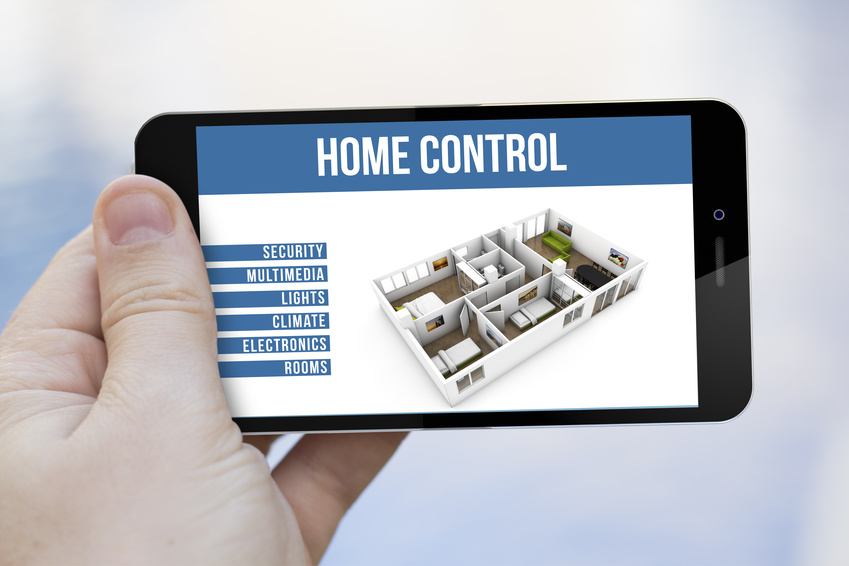 HOME CONTROL
SECURITY
MULTIMEDIA
LIGHTS
CLIMATE
ELECTRONICS
ROOMS